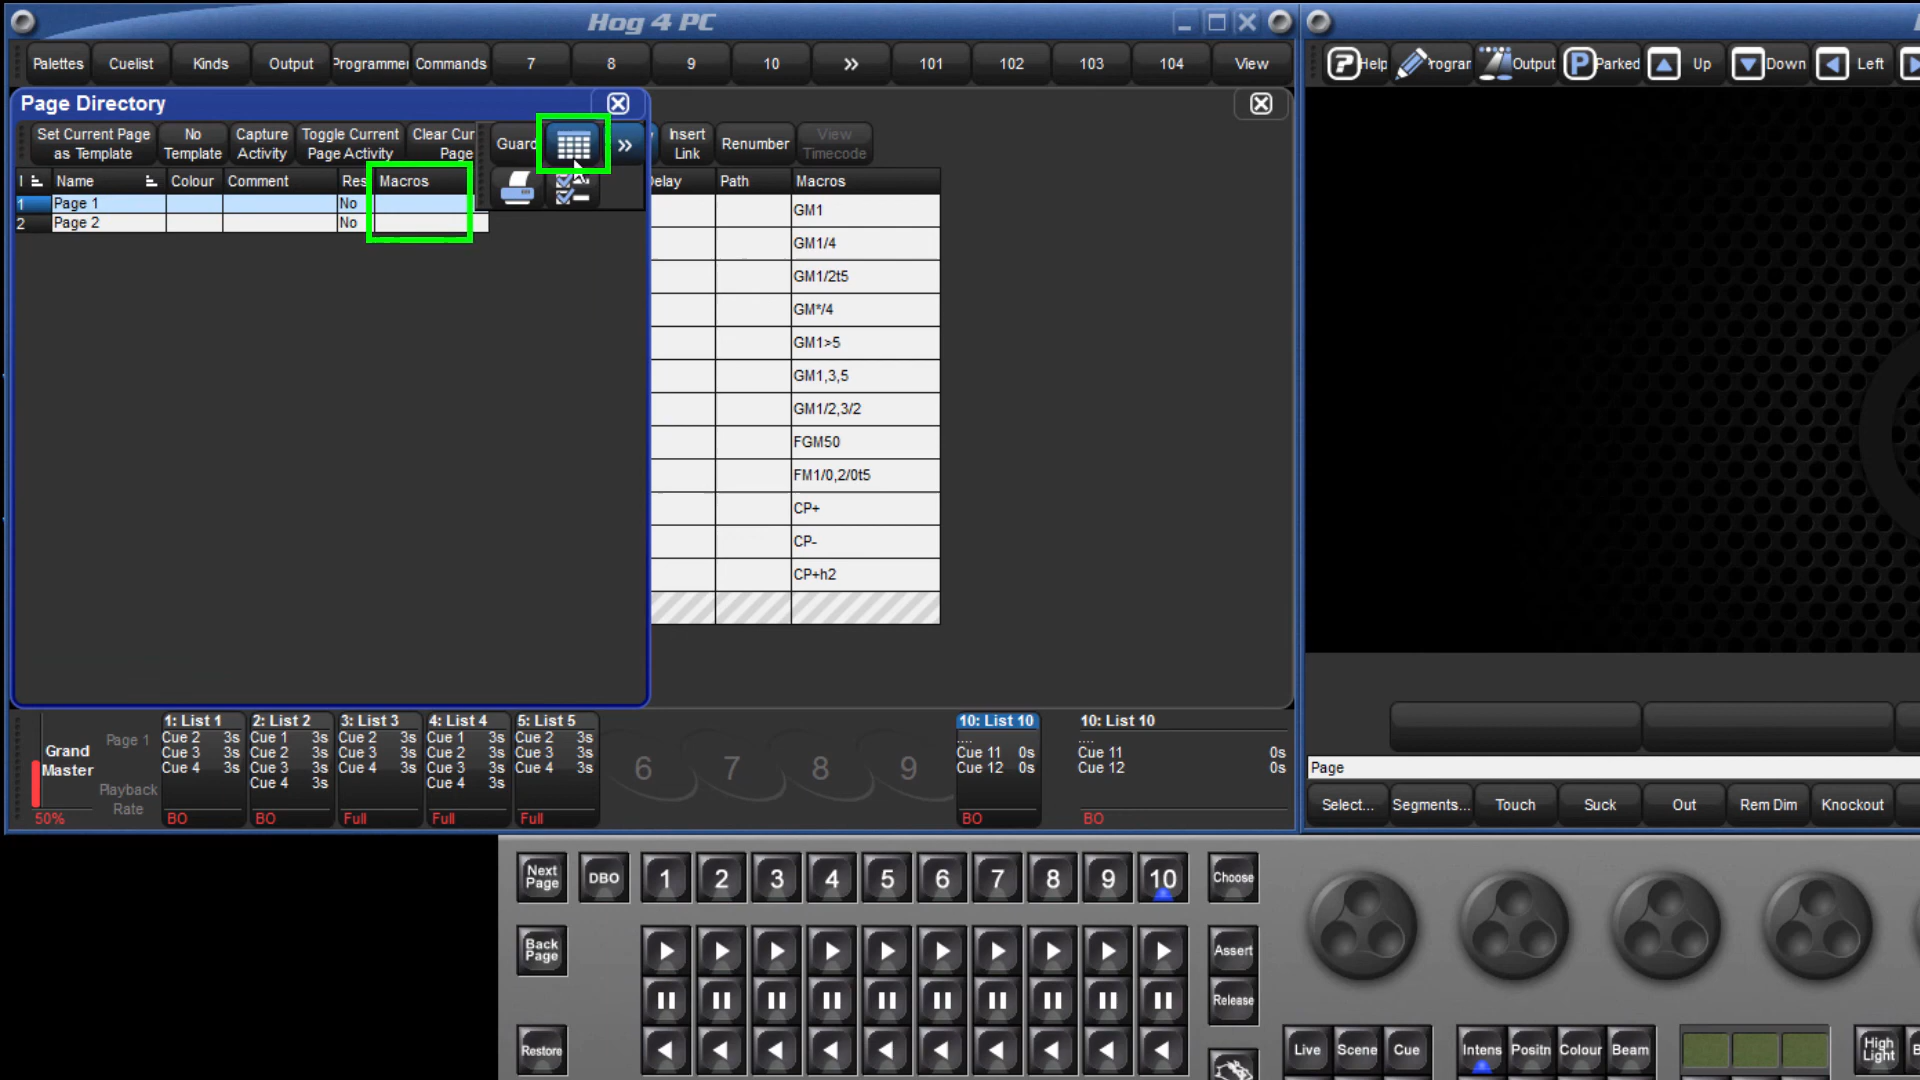 Hog 4 PC
Palettes Cuelist Kinds Output Programmer Commands 7 8 9 10 » 101 102 103 104 View
Help Output Parked Up Down Left
Page Directory
Set Current Page as Template
No Template
Capture Activity
Toggle Current Page Activity
Clear Cur Page
Guard
»
Insert Link
Renumber
View Timecode
I Name Colour Comment Res Macros
1 Page 1 No
2 Page 2 No
elay Path Macros
GM1
GM1/4
GM1/2t5
GM*/4
GM1>5
GM1,3,5
GM1/2,3/2
FGM50
FM1/0,2/0t5
CP+
CP-
CP+h2
Grand Master
50%
Page 1
Playback Rate
1: List 1
Cue 2 3s
Cue 3 3s
Cue 4 3s
BO
2: List 2
Cue 1 3s
Cue 2 3s
Cue 3 3s
Cue 4 3s
BO
3: List 3
Cue 2 3s
Cue 3 3s
Cue 4 3s
Full
4: List 4
Cue 1 3s
Cue 2 3s
Cue 3 3s
Cue 4 3s
Full
5: List 5
Cue 2 3s
Cue 3 3s
Cue 4 3s
Full
6 7 8 9
10: List 10
....
Cue 11 0s
Cue 12 0s
BO
10: List 10
....
Cue 11 0s
Cue 12 0s
BO
Page
Select... Segments... Touch Suck Out Rem Dim Knockout
Next Page
DBO
1 2 3 4 5 6 7 8 9 10
Choose
Back Page
Assert
Release
Restore
Live Scene Cue
Intens Positn Colour Beam
High Light